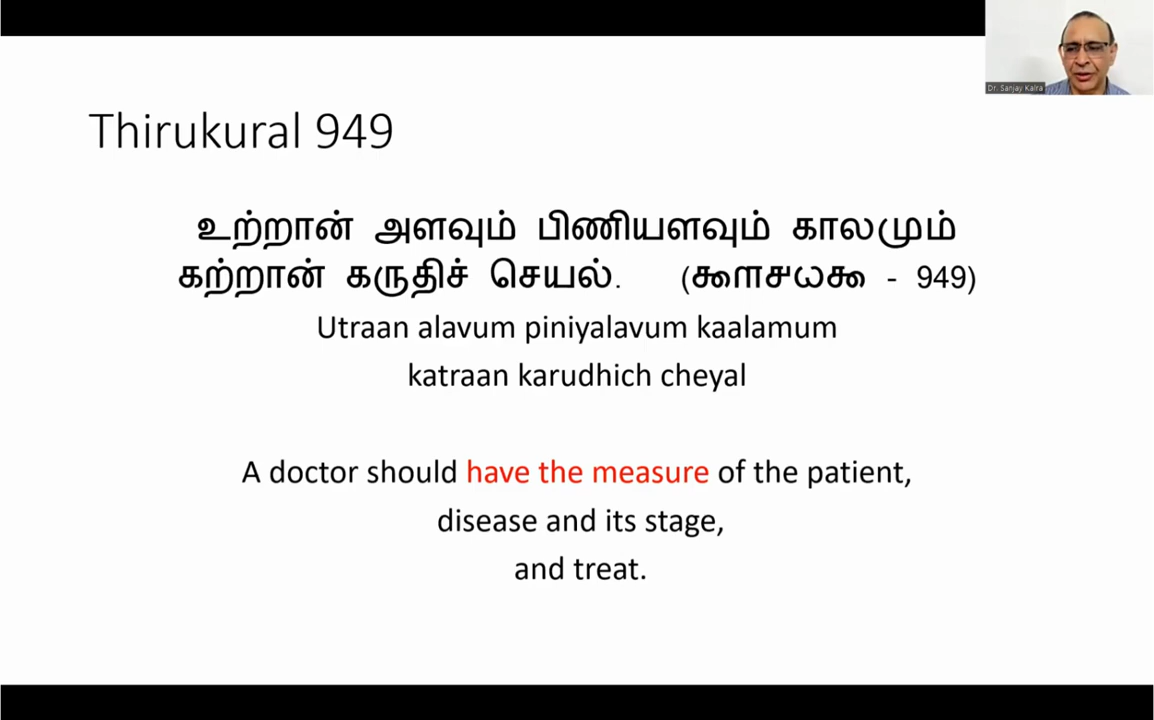 Dr. Sanjay Kalra
Thirukural 949
உற்றான் அளவும் பிணியளவும் காலமும்
கற்றான் கருதிச் செயல். (௯௱௪௰௯ - 949)
Utraan alavum piniyalavum kaalamum
katraan karudhich cheyal
A doctor should have the measure of the patient,
disease and its stage,
and treat.